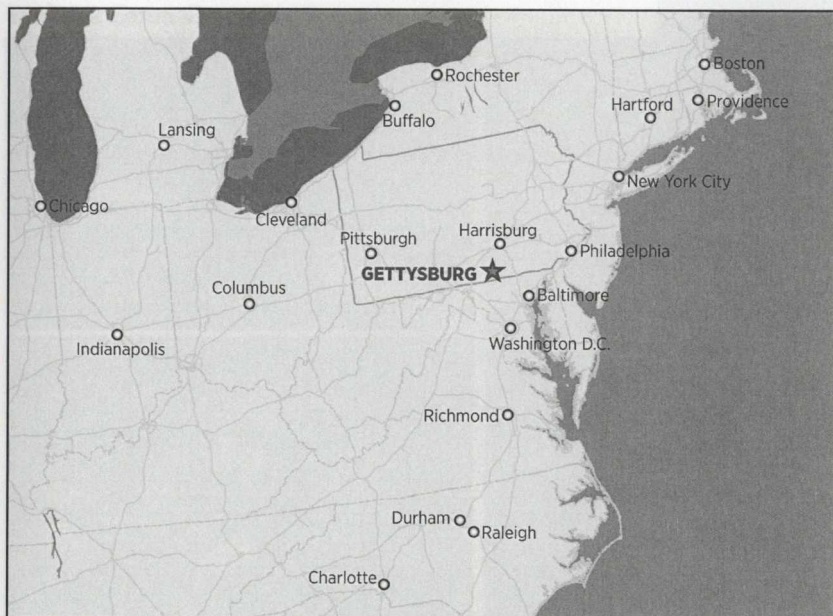 Boston
Rochester
Providence
Hartford
Buffalo
Lansing
New York City
Chicago
Cleveland
Harrisburg
Pittsburgh
Philadelphia
GETTYSBURG
Columbus
Baltimore
Washington D.C.
Indianapolis
Richmond
Durham
Raleigh
Charlotte